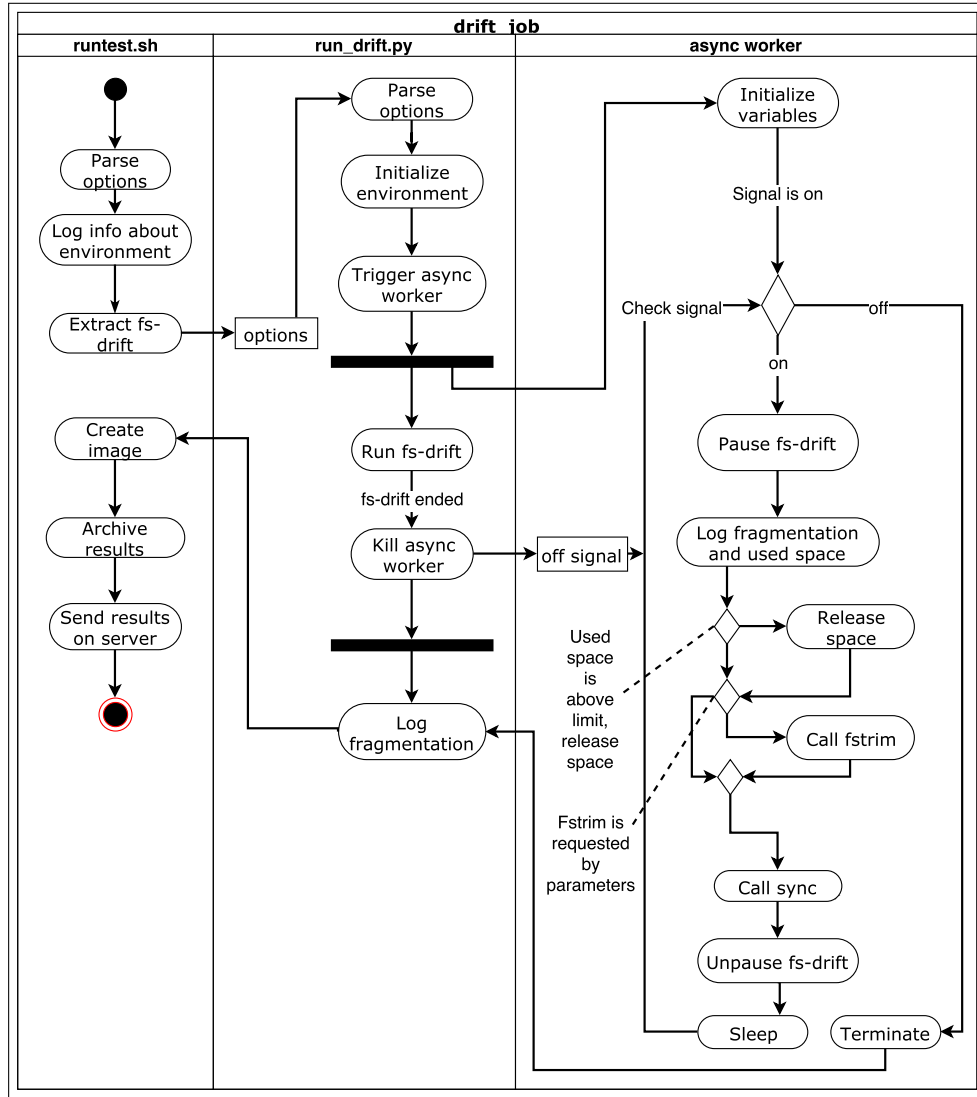 drift job
runtest.sh
run_drift.py
async worker
Parse
options
Log info about
environment
Extract fs-
drift
options
Create
image
Archive
results
Send results
on server
Parse
options
Initialize
environment
Trigger async
worker
Run fs-drift
fs-drift ended
Kill async
worker
off signal
Log
fragmentation
Initialize
variables
Signal is on
Check signal
off
on
Pause fs-drift
Log fragmentation
and used space
Used
space
is
above
limit,
release
space
Release
space
Call fstrim
Fstrim is
requested
by
parameters
Call sync
Unpause fs-drift
Sleep
Terminate